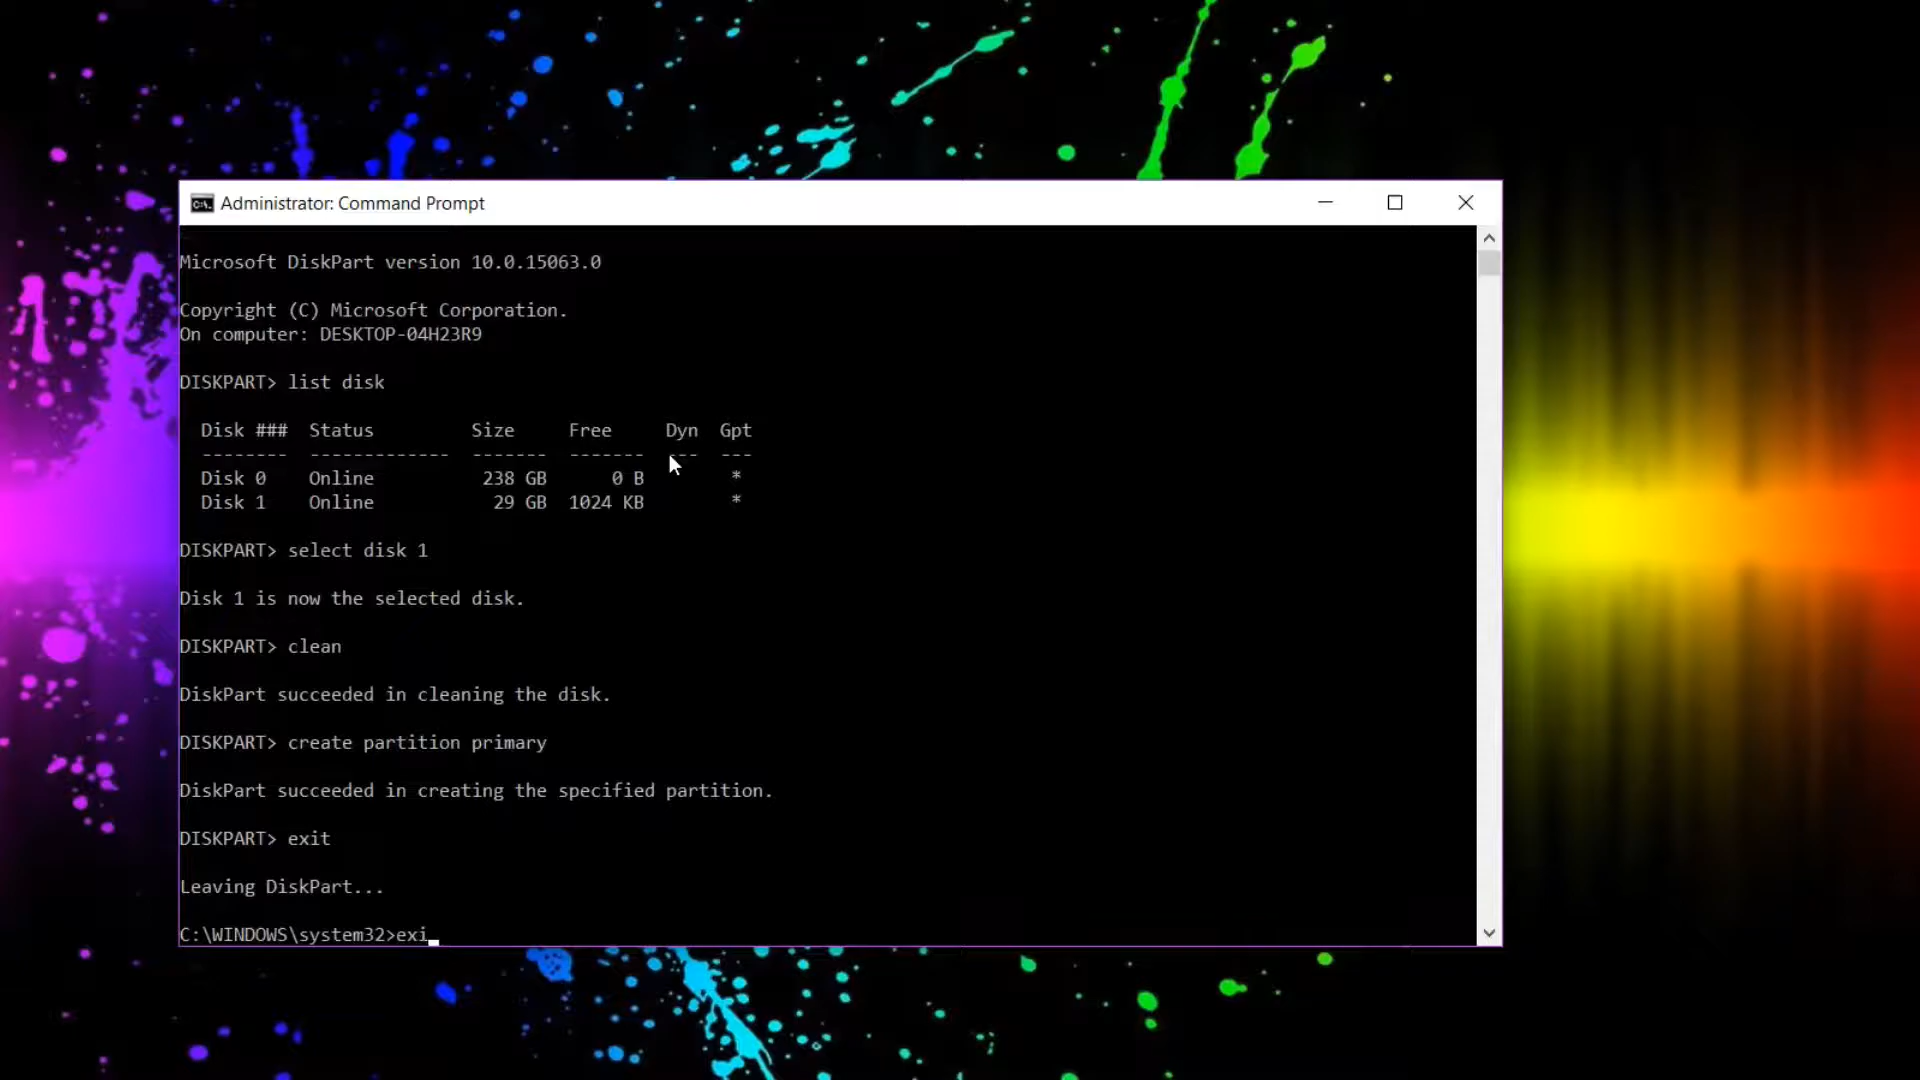 Administrator: Command Prompt
Microsoft DiskPart version 10.0.15063.0
Copyright (C) Microsoft Corporation.
On computer: DESKTOP-04H23R9
DISKPART> list disk
  Disk ###  Status         Size     Free     Dyn  Gpt
  --------  -------------  -------  -------  ---  ---
  Disk 0    Online          238 GB      0 B        *
  Disk 1    Online           29 GB  1024 KB        *
DISKPART> select disk 1
Disk 1 is now the selected disk.
DISKPART> clean
DiskPart succeeded in cleaning the disk.
DISKPART> create partition primary
DiskPart succeeded in creating the specified partition.
DISKPART> exit
Leaving DiskPart...
C:\WINDOWS\system32>exi